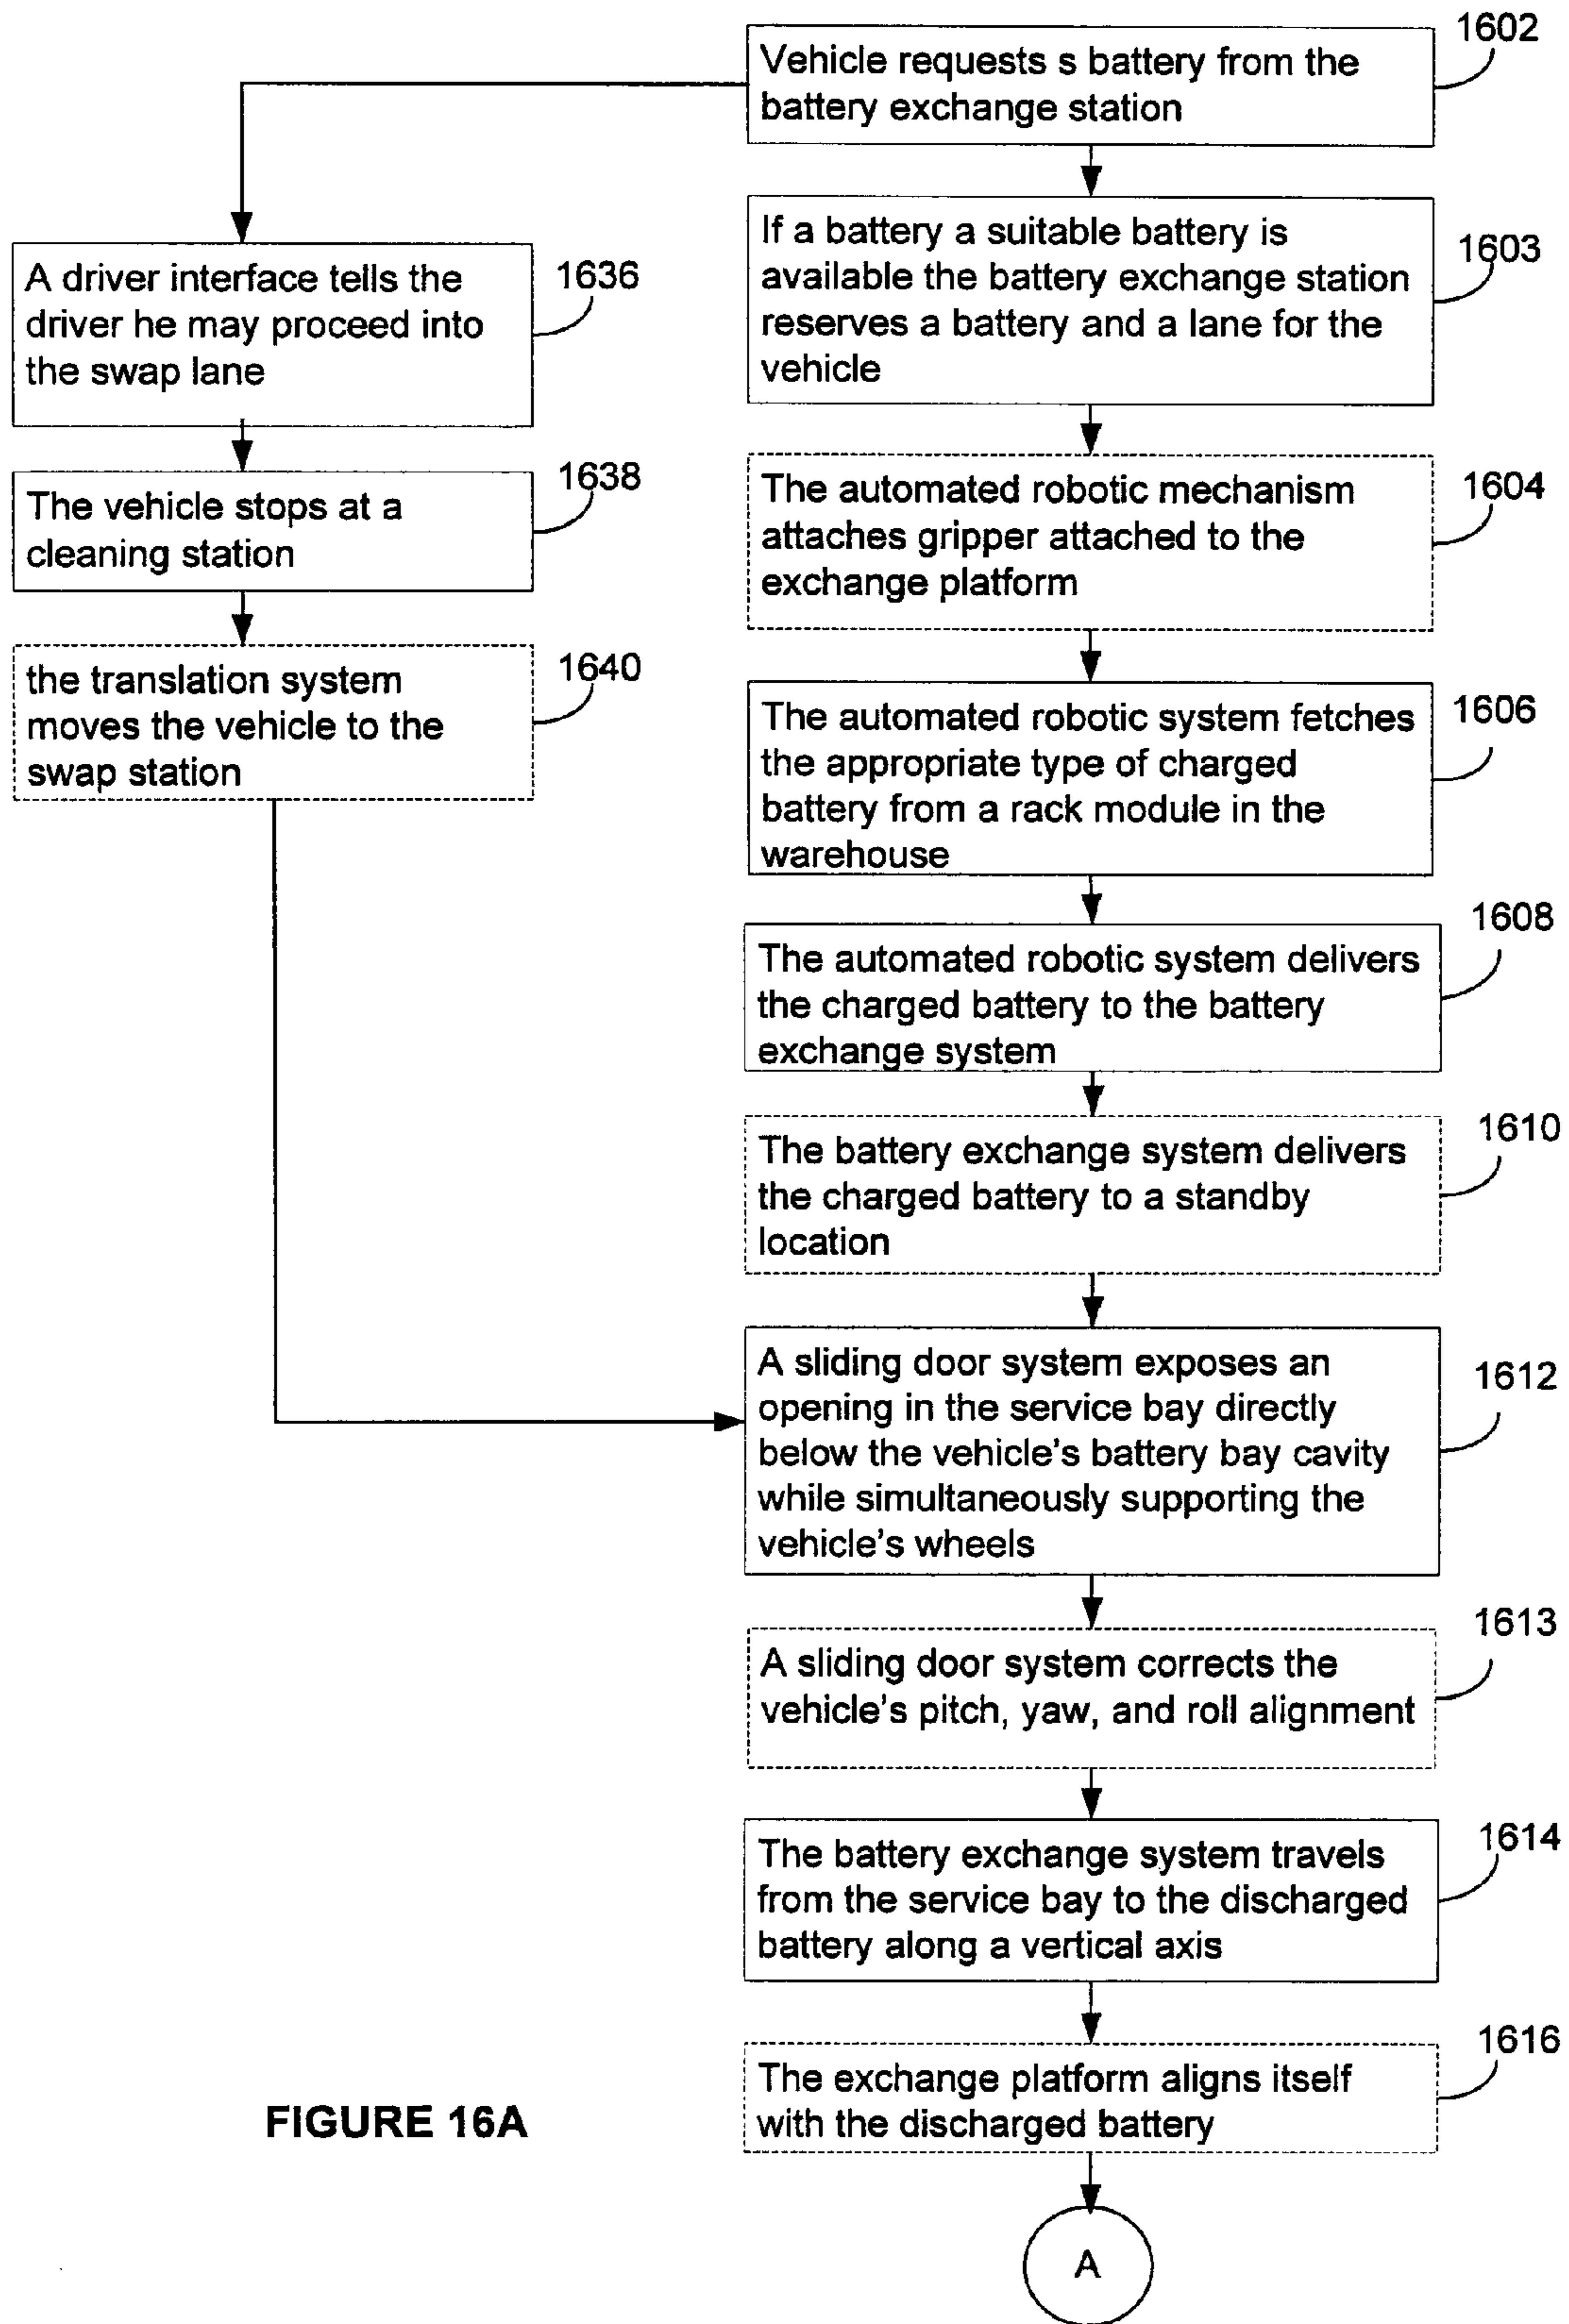 1602
Vehicle requests s battery from the
battery exchange station
1603
If a battery a suitable battery is
available the battery exchange station
reserves a battery and a lane for the
vehicle
1636
A driver interface tells the
driver he may proceed into
the swap lane
1638
The vehicle stops at a
cleaning station
1640
the translation system
moves the vehicle to the
swap station
1604
The automated robotic mechanism
attaches gripper attached to the
exchange platform
1606
The automated robotic system fetches
the appropriate type of charged
battery from a rack module in the
warehouse
1608
The automated robotic system delivers
the charged battery to the battery
exchange system
1610
The battery exchange system delivers
the charged battery to a standby
location
1612
A sliding door system exposes an
opening in the service bay directly
below the vehicle's battery bay cavity
while simultaneously supporting the
vehicle's wheels
1613
A sliding door system corrects the
vehicle's pitch, yaw, and roll alignment
1614
The battery exchange system travels
from the service bay to the discharged
battery along a vertical axis
1616
The exchange platform aligns itself
with the discharged battery
A
FIGURE 16A